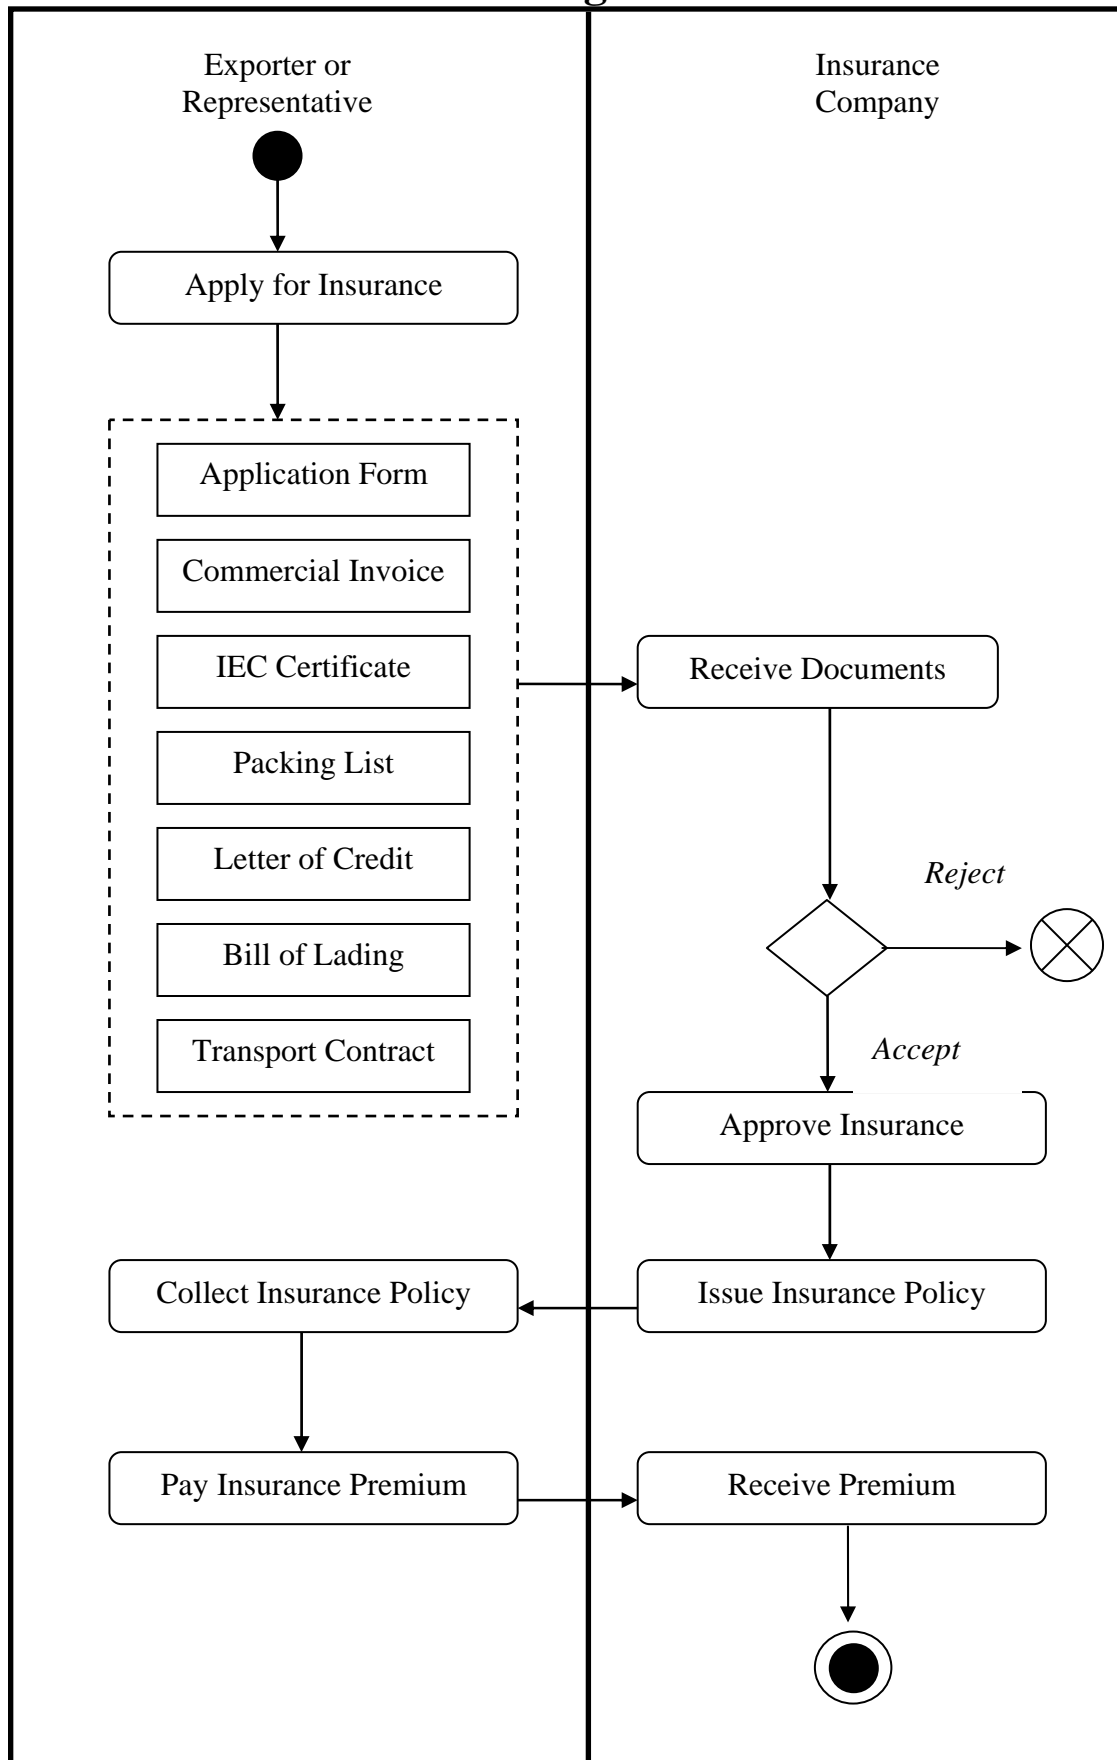 Exporter or
Representative
Insurance
Company
Apply for Insurance
Application Form
Commercial Invoice
IEC Certificate
Receive Documents
Packing List
Letter of Credit
Reject
Bill of Lading
Transport Contract
Accept
Approve Insurance
Collect Insurance Policy
Issue Insurance Policy
Pay Insurance Premium
Receive Premium